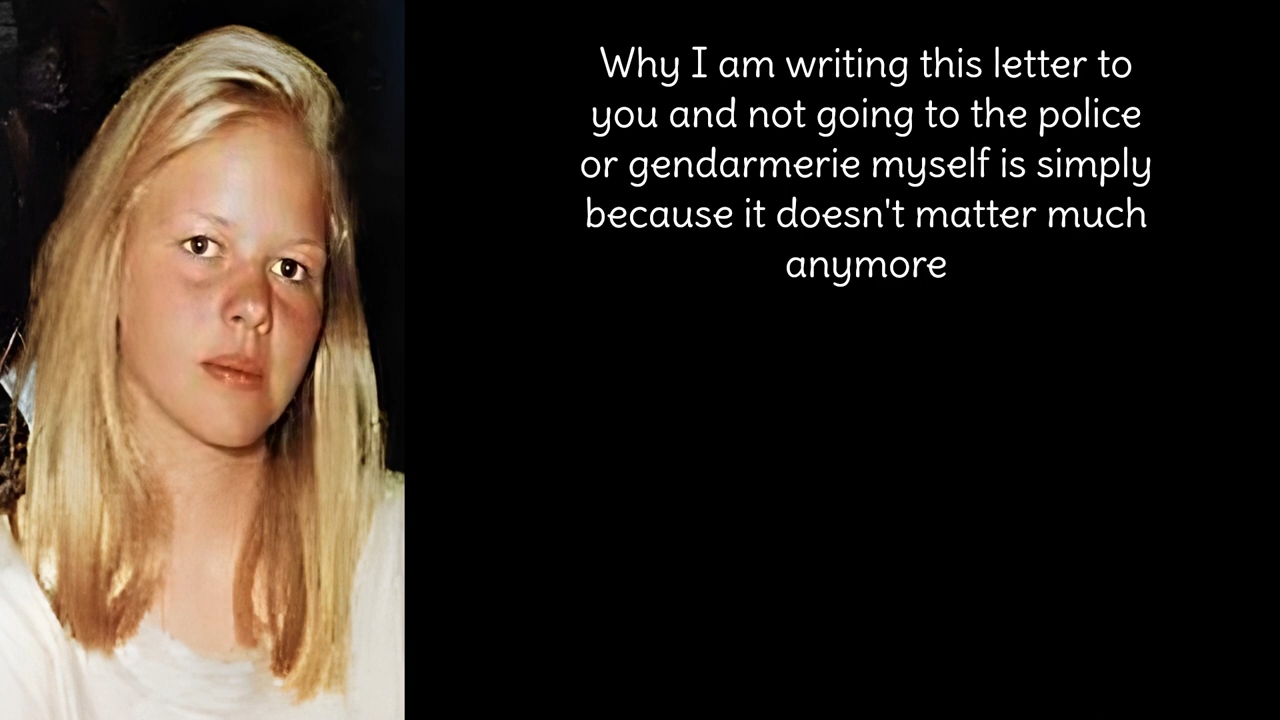 Why I am writing this letter to
you and not going to the police
or gendarmerie myself is simply
because it doesn't matter much
anymore